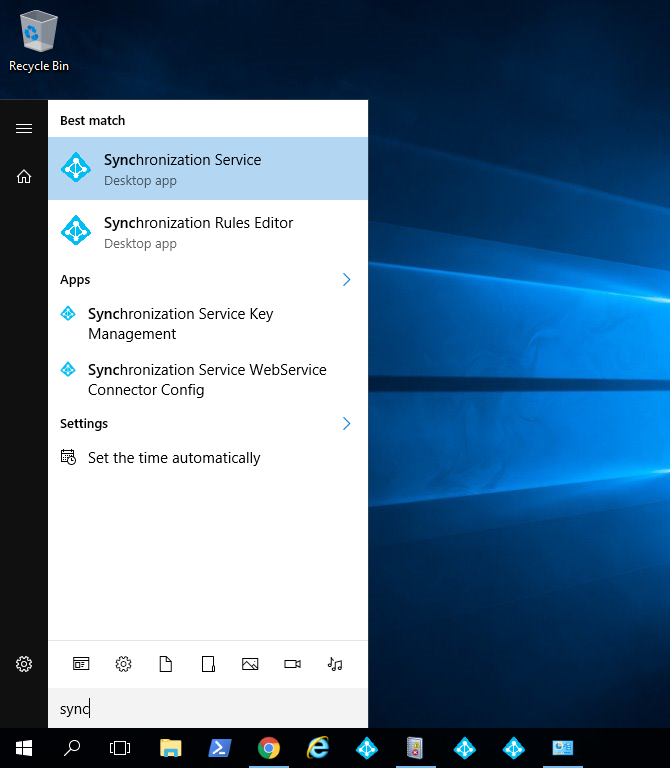 Recycle Bin
Best match
Synchronization Service
Desktop app
Synchronization Rules Editor
Desktop app
Apps
Synchronization Service Key
Management
Synchronization Service WebService
Connector Config
Settings
Set the time automatically
sync